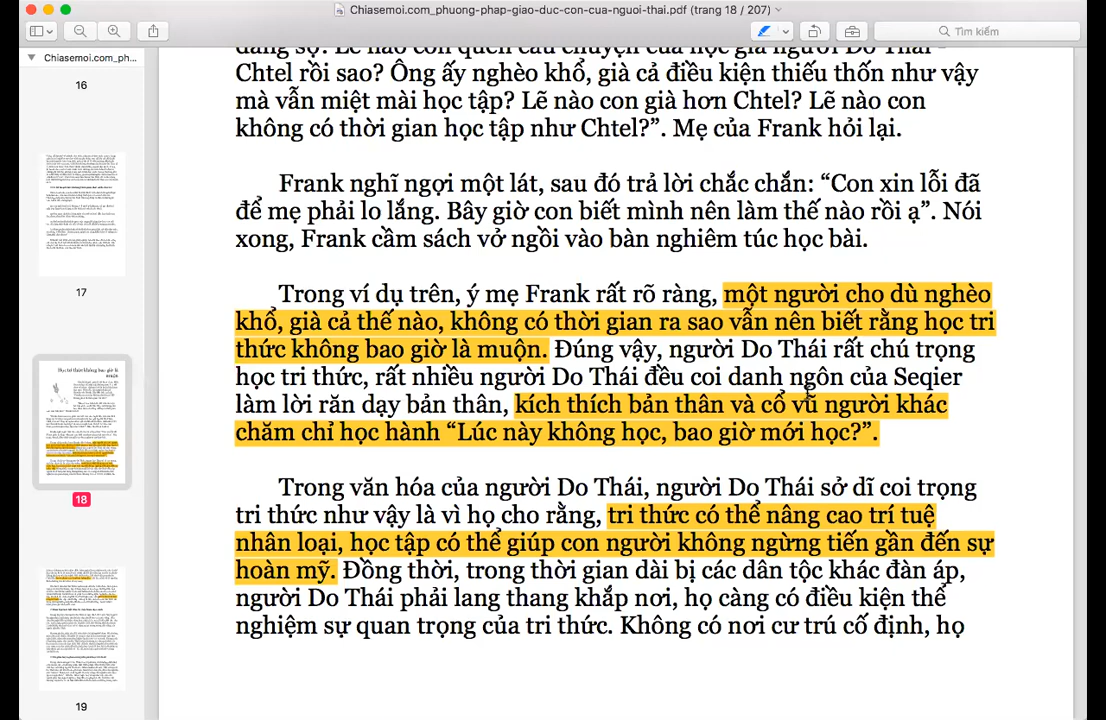 Chiasemoi.com_phuong-phap-giao-duc-con-cua-nguoi-thai.pdf (trang 18 / 207)
Tìm kiếm
Chiasemoi.com_ph...
16
17
18
19
đáng sợ? Lẽ nào con quên câu chuyện của học giả người Do Thái -
Chtel rồi sao? Ông ấy nghèo khổ, già cả điều kiện thiếu thốn như vậy
mà vẫn miệt mài học tập? Lẽ nào con già hơn Chtel? Lẽ nào con
không có thời gian học tập như Chtel?”. Mẹ của Frank hỏi lại.
Frank nghĩ ngợi một lát, sau đó trả lời chắc chắn: “Con xin lỗi đã
để mẹ phải lo lắng. Bây giờ con biết mình nên làm thế nào rồi ạ”. Nói
xong, Frank cầm sách vở ngồi vào bàn nghiêm túc học bài.
Trong ví dụ trên, ý mẹ Frank rất rõ ràng, một người cho dù nghèo
khổ, già cả thế nào, không có thời gian ra sao vẫn nên biết rằng học tri
thức không bao giờ là muộn. Đúng vậy, người Do Thái rất chú trọng
học tri thức, rất nhiều người Do Thái đều coi danh ngôn của Seqier
làm lời răn dạy bản thân, kích thích bản thân và cổ vũ người khác
chăm chỉ học hành “Lúc này không học, bao giờ mới học?”.
Trong văn hóa của người Do Thái, người Do Thái sở dĩ coi trọng
tri thức như vậy là vì họ cho rằng, tri thức có thể nâng cao trí tuệ
nhân loại, học tập có thể giúp con người không ngừng tiến gần đến sự
hoàn mỹ. Đồng thời, trong thời gian dài bị các dân tộc khác đàn áp,
người Do Thái phải lang thang khắp nơi, họ càng có điều kiện thể
nghiệm sự quan trọng của tri thức. Không có nơi cư trú cố định, họ